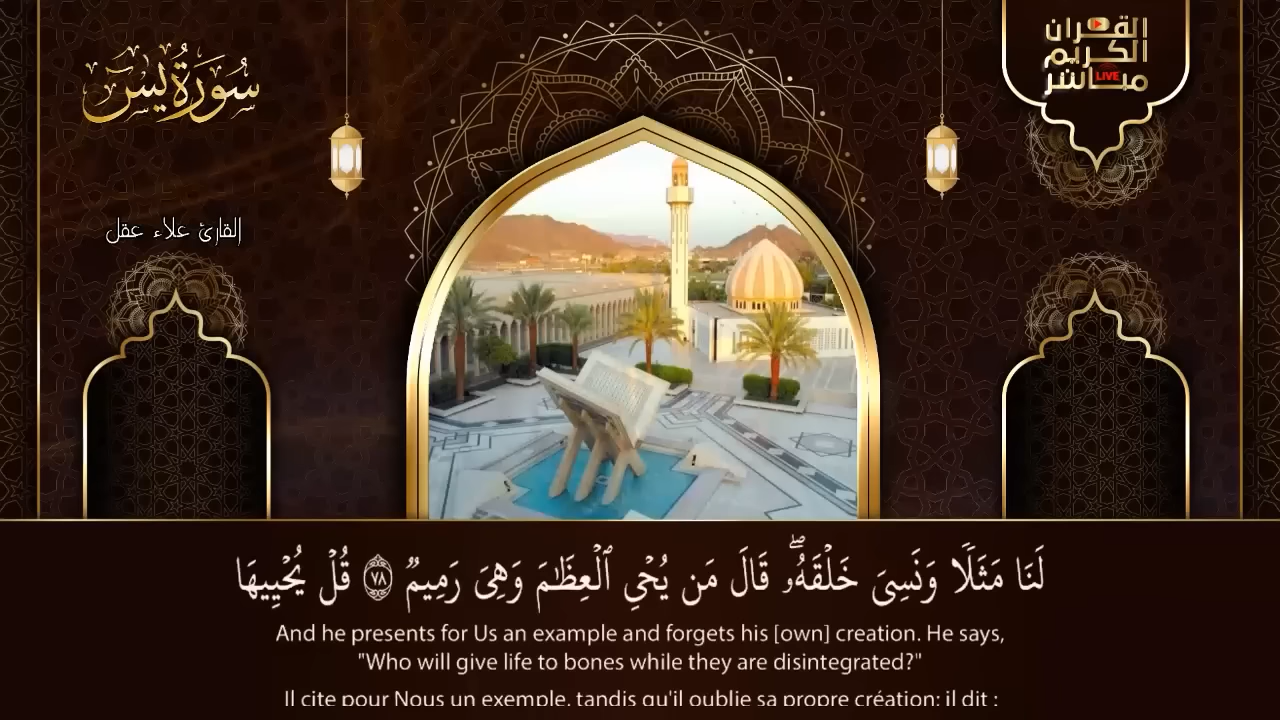 سُورَةُ يس
القرآن
الكريم
مباشر
LIVE
القارئ علاء عقل
لَنَا مَثَلًا وَنَسِيَ خَلْقَهُۥۖ قَالَ مَن يُحْيِ ٱلْعِظَٰمَ وَهِيَ رَمِيمٌ ٧٨ قُلْ يُحْيِيهَا
And he presents for Us an example and forgets his [own] creation. He says,
"Who will give life to bones while they are disintegrated?"
Il cite pour Nous un exemple, tandis qu'il oublie sa propre création; il dit :